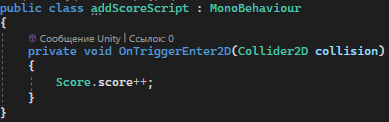 public class addScoreScript : MonoBehaviour
{
Сообщение Unity | Ссылок: 0
private void OnTriggerEnter2D(Collider2D collision)
{
Score.score++;
}
}